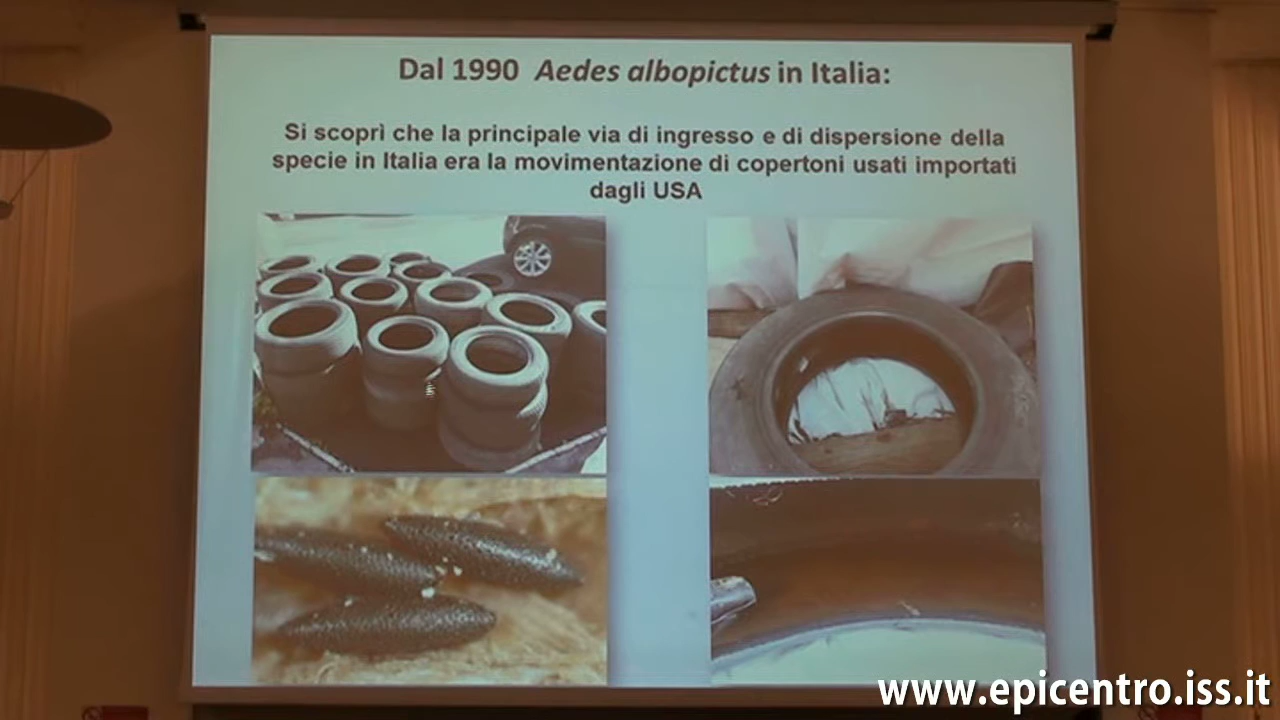 Dal 1990 Aedes albopictus in Italia:
Si scoprì che la principale via di ingresso e di dispersione della
specie in Italia era la movimentazione di copertoni usati importati
dagli USA
www.epicentro.iss.it